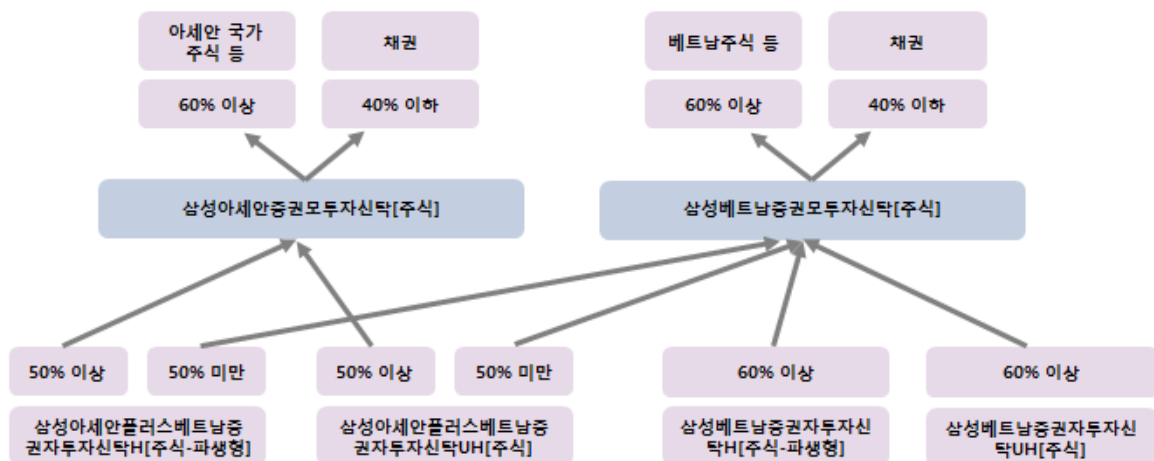 아세안 국가
주식 등
채권
베트남주식 등
채권
60% 이상
40% 이하
60% 이상
40% 이하
삼성아세안증권모투자신탁[주식]
삼성베트남증권모투자신탁[주식]
50% 이상
50% 미만
50% 이상
50% 미만
60% 이상
60% 이상
삼성아세안플러스베트남증
권자투자신탁H[주식-파생형]
삼성아세안플러스베트남증
권자투자신탁UH[주식]
삼성베트남증권자투자신
탁H[주식-파생형]
삼성베트남증권자투자신
탁UH[주식]